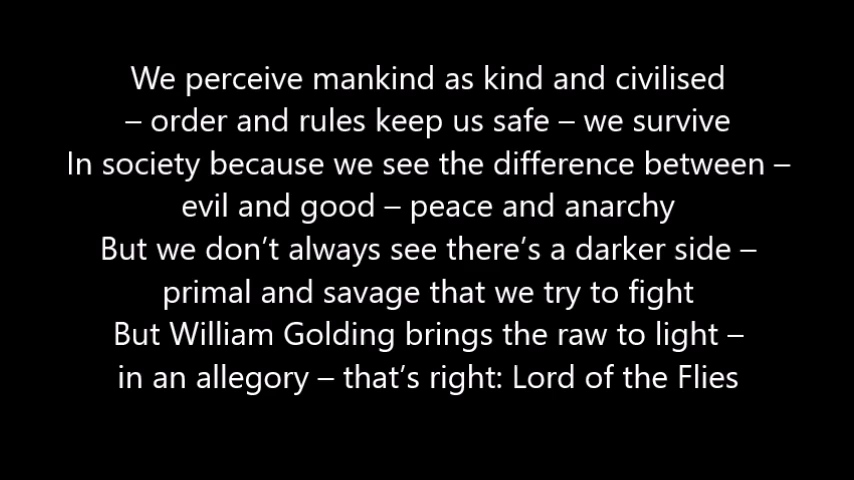 We perceive mankind as kind and civilised
– order and rules keep us safe – we survive
In society because we see the difference between –
evil and good – peace and anarchy
But we don’t always see there’s a darker side –
primal and savage that we try to fight
But William Golding brings the raw to light –
in an allegory – that’s right: Lord of the Flies